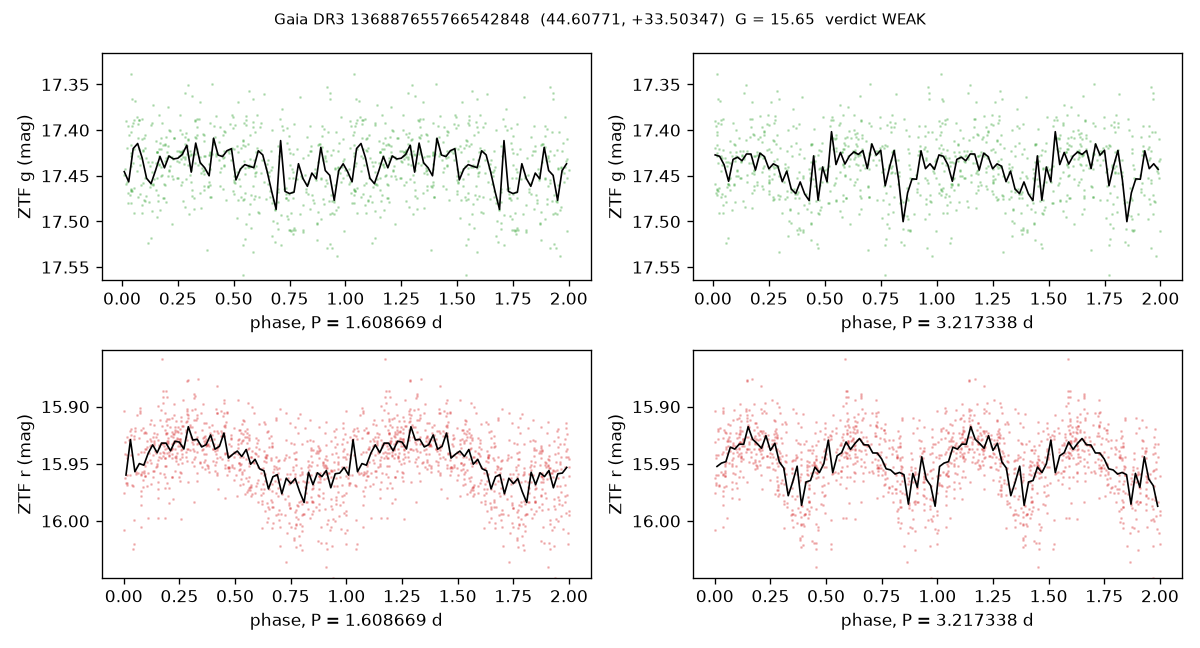 Gaia DR3 136887655766542848 (44.60771, +33.50347) G = 15.65 verdict WEAK
ZTF g (mag)
17.35
17.40
17.45
17.50
17.55
0.00 0.25 0.50 0.75 1.00 1.25 1.50 1.75 2.00
phase, P = 1.608669 d
ZTF g (mag)
17.35
17.40
17.45
17.50
17.55
0.00 0.25 0.50 0.75 1.00 1.25 1.50 1.75 2.00
phase, P = 3.217338 d
ZTF r (mag)
15.90
15.95
16.00
0.00 0.25 0.50 0.75 1.00 1.25 1.50 1.75 2.00
phase, P = 1.608669 d
ZTF r (mag)
15.90
15.95
16.00
0.00 0.25 0.50 0.75 1.00 1.25 1.50 1.75 2.00
phase, P = 3.217338 d